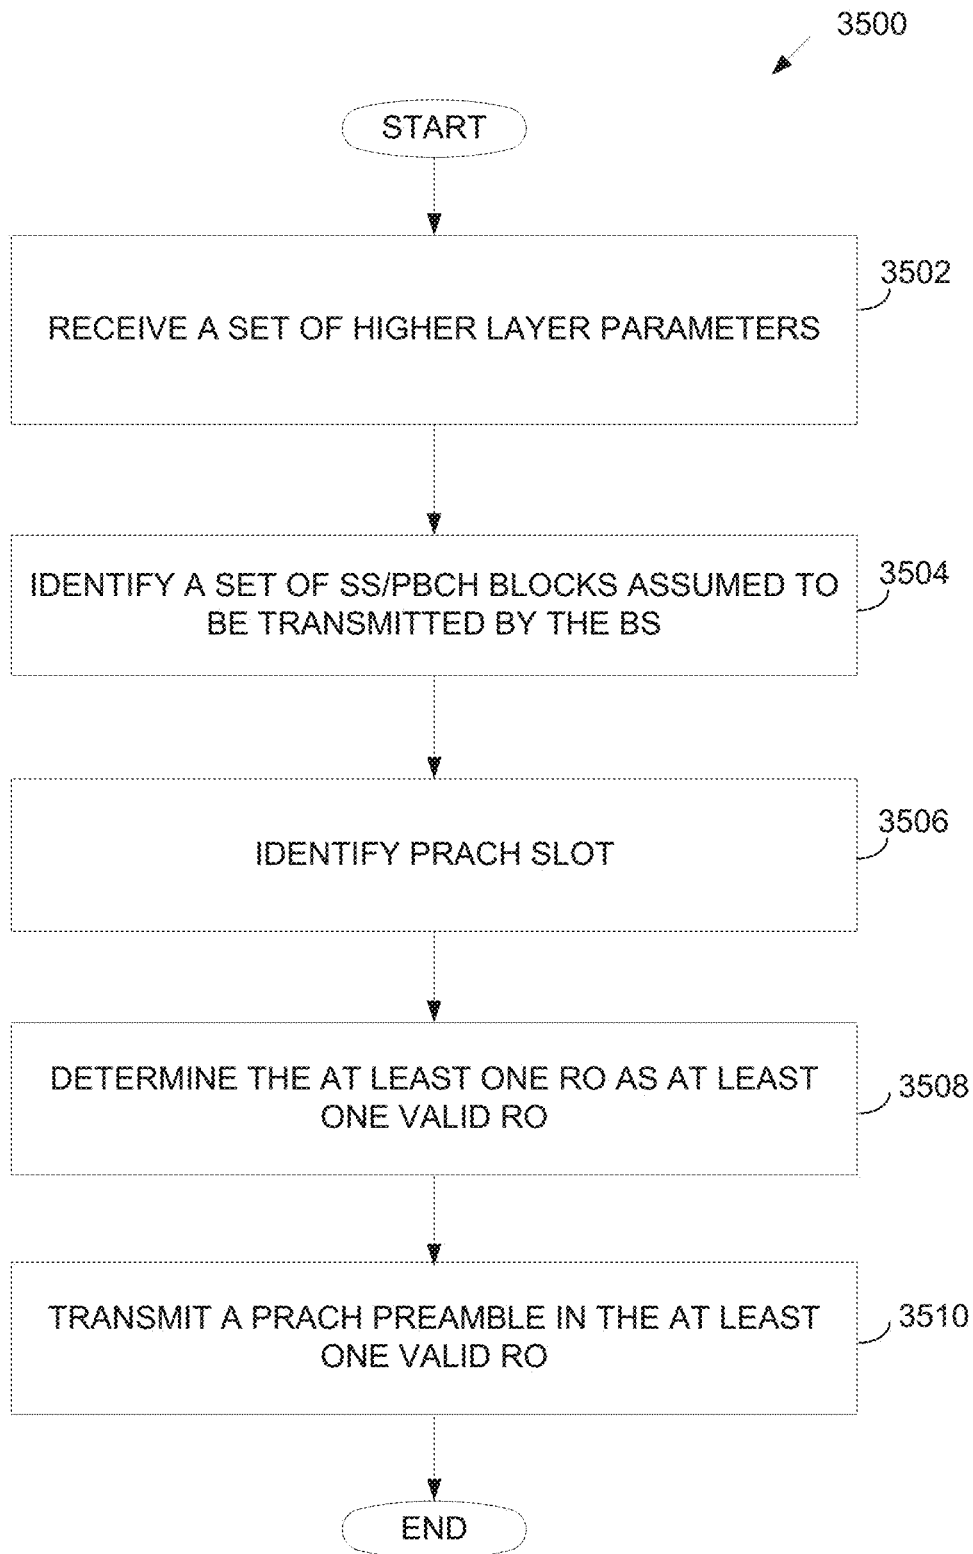 3500
START
3502
RECEIVE A SET OF HIGHER LAYER PARAMETERS
3504
IDENTIFY A SET OF SS/PBCH BLOCKS ASSUMED TO
BE TRANSMITTED BY THE BS
3506
IDENTIFY PRACH SLOT
3508
DETERMINE THE AT LEAST ONE RO AS AT LEAST
ONE VALID RO
3510
TRANSMIT A PRACH PREAMBLE IN THE AT LEAST
ONE VALID RO
END